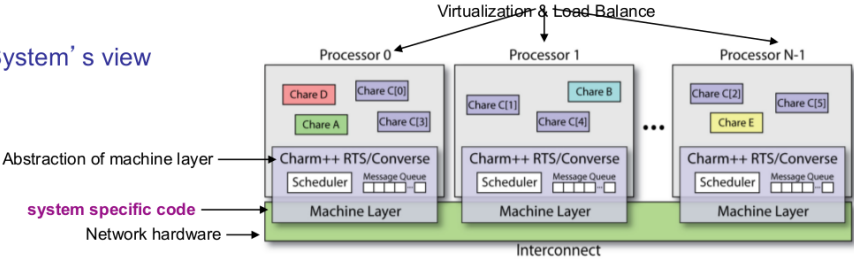 Virtualization & Load Balance
System's view
Processor 0
Processor 1
Processor N-1
Chare D
Chare C[0]
Chare A
Chare C[3]
Chare B
Chare C[1]
Chare C[4]
Chare C[2]
Chare C[5]
Chare E
...
Abstraction of machine layer
Charm++ RTS/Converse
Scheduler
Message Queue
Charm++ RTS/Converse
Scheduler
Message Queue
Charm++ RTS/Converse
Scheduler
Message Queue
system specific code
Machine Layer
Machine Layer
Machine Layer
Network hardware
Interconnect